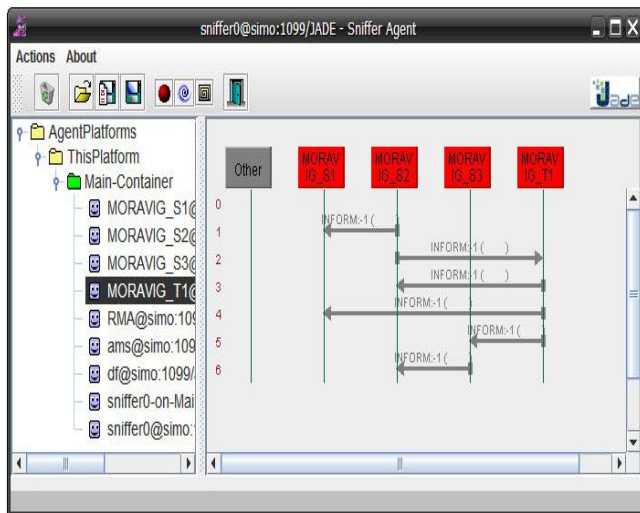 sniffer0@simo:1099/JADE - Sniffer Agent
Actions About
Jade
AgentPlatforms
ThisPlatform
Main-Container
MORAVIG_S1@
MORAVIG_S2@
MORAVIG_S3@
MORAVIG_T1@
RMA@simo:109
ams@simo:109
df@simo:1099/
sniffer0-on-Mai
sniffer0@simo:
Other
MORAV
IG_S1
MORAV
IG_S2
MORAV
IG_S3
MORAV
IG_T1
0
INFORM:-1 ( )
1
INFORM:-1 ( )
2
INFORM:-1 ( )
3
INFORM:-1 ( )
4
INFORM:-1 ( )
5
INFORM:-1 ( )
6